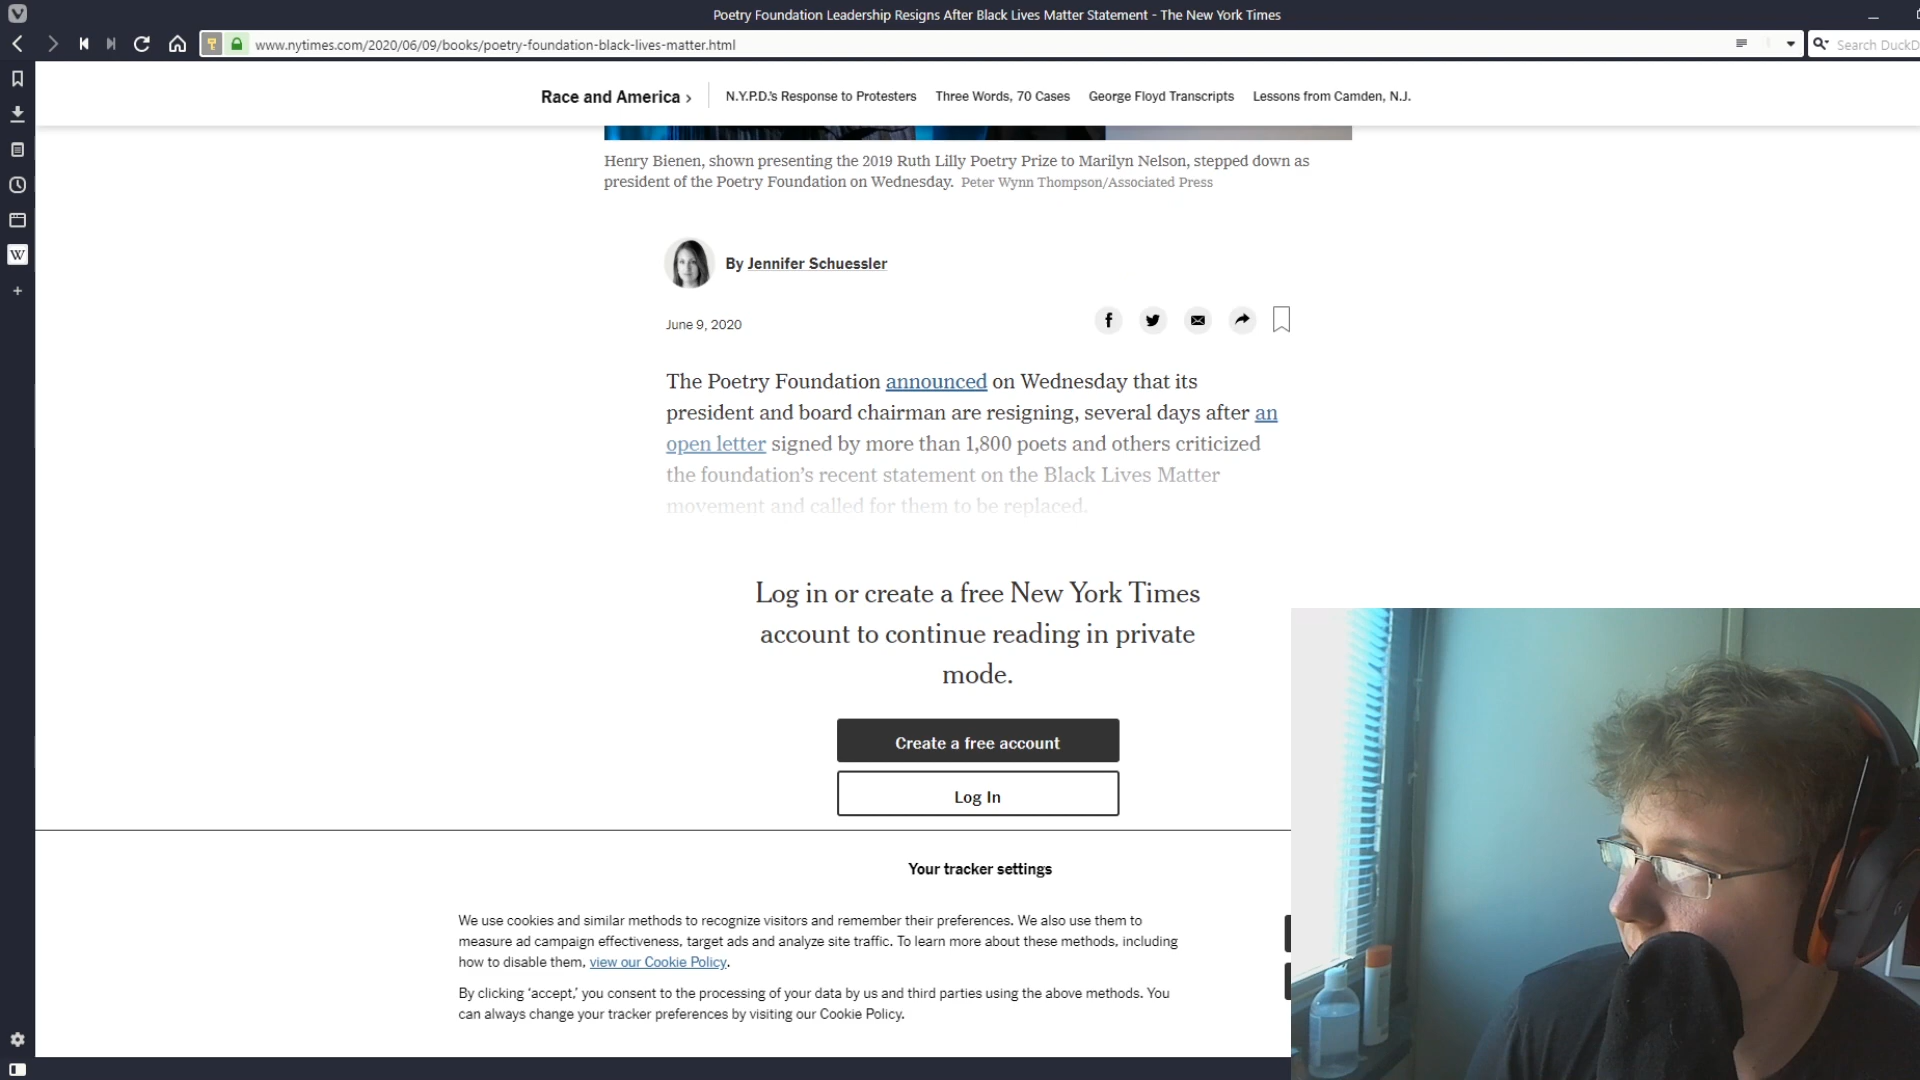 Poetry Foundation Leadership Resigns After Black Lives Matter Statement - The New York Times
www.nytimes.com/2020/06/09/books/poetry-foundation-black-lives-matter.html
Search DuckD
Race and America › N.Y.P.D.'s Response to Protesters Three Words, 70 Cases George Floyd Transcripts Lessons from Camden, N.J.
Henry Bienen, shown presenting the 2019 Ruth Lilly Poetry Prize to Marilyn Nelson, stepped down as
president of the Poetry Foundation on Wednesday. Peter Wynn Thompson/Associated Press
W
By Jennifer Schuessler
June 9, 2020
The Poetry Foundation announced on Wednesday that its
president and board chairman are resigning, several days after an
open letter signed by more than 1,800 poets and others criticized
the foundation's recent statement on the Black Lives Matter
movement and called for them to be replaced.
Log in or create a free New York Times
account to continue reading in private
mode.
Create a free account
Log In
Your tracker settings
We use cookies and similar methods to recognize visitors and remember their preferences. We also use them to
measure ad campaign effectiveness, target ads and analyze site traffic. To learn more about these methods, including
how to disable them, view our Cookie Policy.
By clicking 'accept,' you consent to the processing of your data by us and third parties using the above methods. You
can always change your tracker preferences by visiting our Cookie Policy.